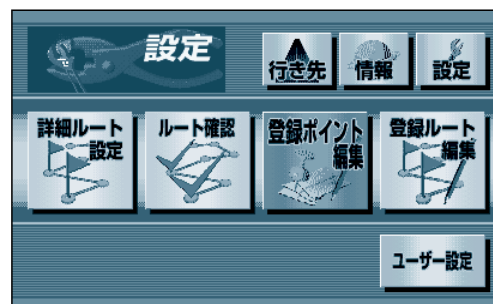 設定
行き先
情報
設定
詳細ルート
設定
ルート確認
登録ポイント
編集
登録ルート
編集
ユーザー設定